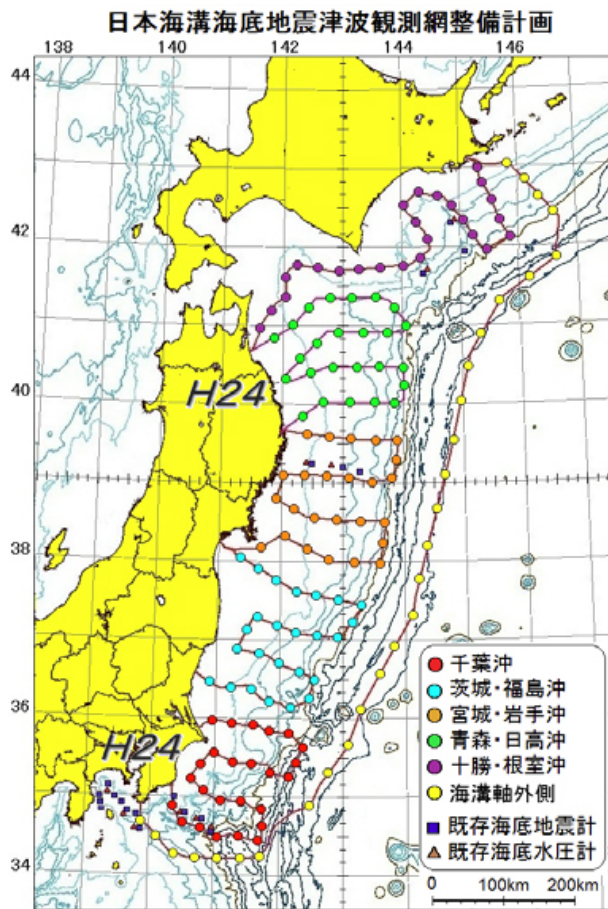 日本海溝海底地震津波観測網整備計画
138 140 142 144 146
44
42
40
38
36
34
H24
H24
千葉沖
茨城・福島沖
宮城・岩手沖
青森・日高沖
十勝・根室沖
海溝軸外側
既存海底地震計
既存海底水圧計
0 100km 200km